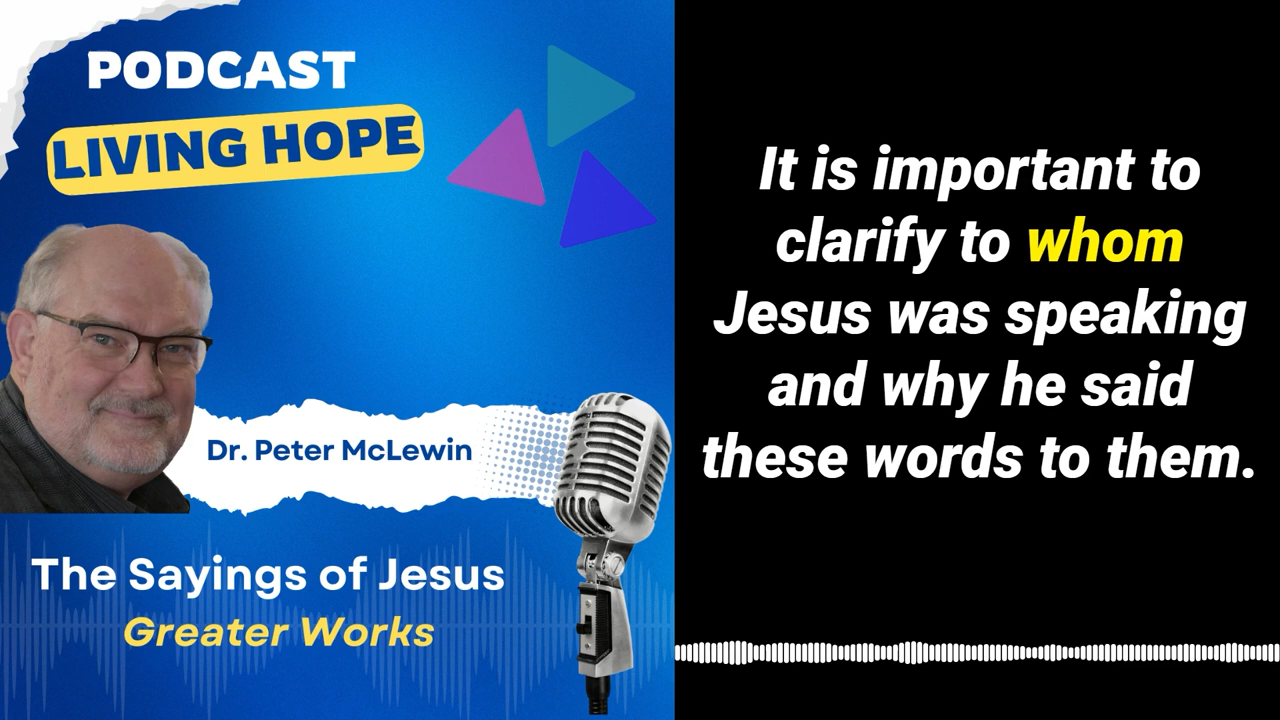 PODCAST
LIVING HOPE
Dr. Peter McLewin
The Sayings of Jesus
Greater Works
It is important to
clarify to whom
Jesus was speaking
and why he said
these words to them.